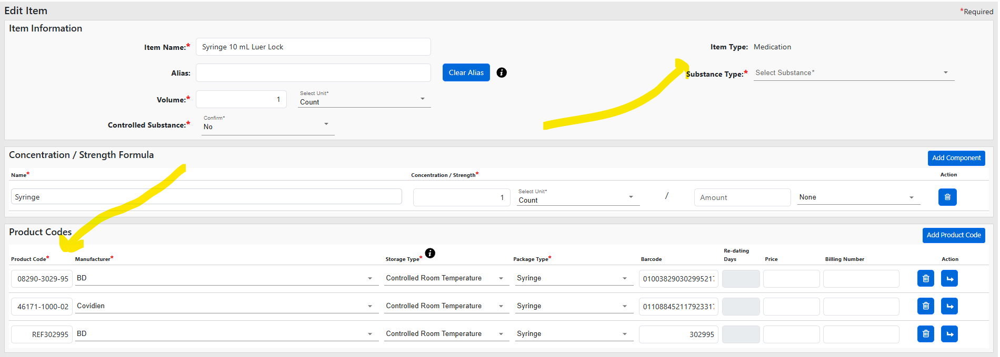 Edit Item
*Required
Item Information
Item Name:* Syringe 10 mL Luer Lock
Item Type: Medication
Alias: Clear Alias i
Substance Type:* Select Substance*
Volume:* 1 Select Unit* Count
Controlled Substance:* Confirm* No
Concentration / Strength Formula
Add Component
Name* Concentration / Strength* Action
Syringe 1 Select Unit* Count / Amount None
Product Codes
Add Product Code
Product Code* Manufacturer* Storage Type* i Package Type* Barcode Re-dating Days Price Billing Number Action
08290-3029-95 BD Controlled Room Temperature Syringe 010038290302995217
46171-1000-02 Covidien Controlled Room Temperature Syringe 011088452117923317
REF302995 BD Controlled Room Temperature Syringe 302995